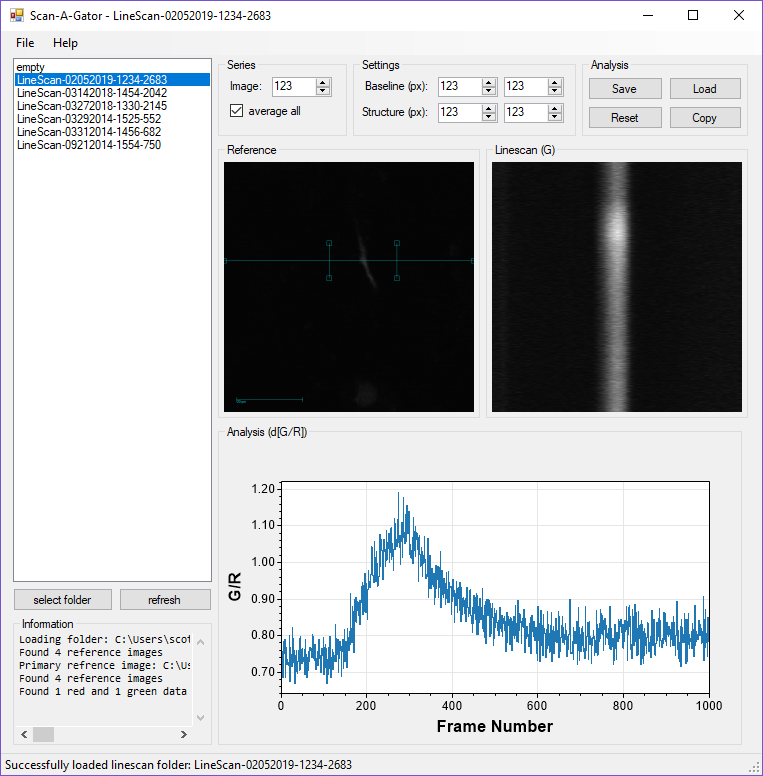 Scan-A-Gator - LineScan-02052019-1234-2683
File Help
empty
LineScan-02052019-1234-2683
LineScan-03142018-1454-2042
LineScan-03272018-1330-2145
LineScan-03292014-1525-552
LineScan-03312014-1456-682
LineScan-09212014-1554-750
select folder refresh
Infomation
Loading folder: C:\Users\scot
Found 4 reference images
Primary refrence image: C:\Us
Found 4 reference images
Found 1 red and 1 green data
Series
Image: 123
average all
Settings
Baseline (px): 123 123
Structure (px): 123 123
Analysis
Save Load
Reset Copy
Reference
Linescan (G)
Analysis (d[G/R])
G/R
1.20
1.10
1.00
0.90
0.80
0.70
0 200 400 600 800 1000
Frame Number
Successfully loaded linescan folder: LineScan-02052019-1234-2683